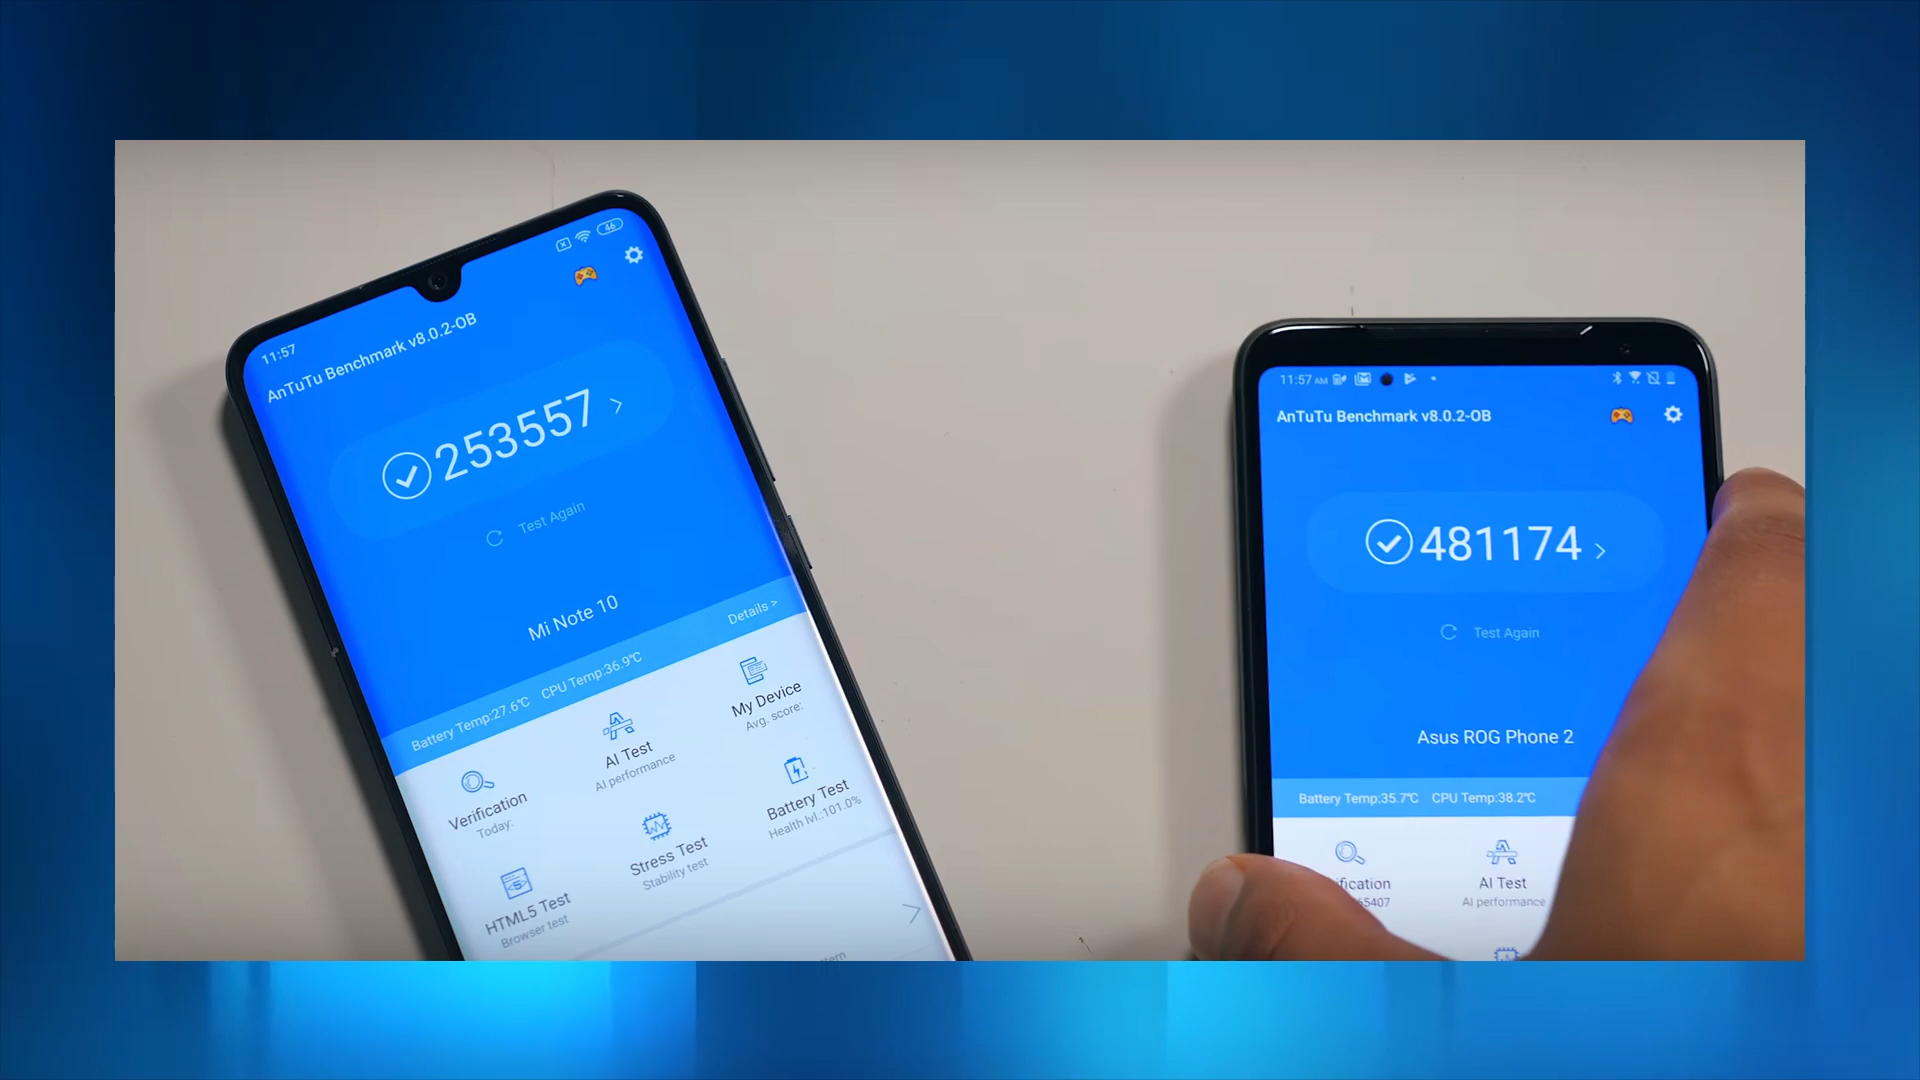 46
11:57
AnTuTu Benchmark v8.0.2-OB
253557 >
Test Again
Mi Note 10
Battery Temp:27.6℃ CPU Temp:36.9℃ Details >
Verification
Today:
AI Test
AI performance
My Device
Avg. score:
HTML5 Test
Browser test
Stress Test
Stability test
Battery Test
Health lvl.:101.0%
11:57 AM
AnTuTu Benchmark v8.0.2-OB
481174 >
Test Again
Asus ROG Phone 2
Battery Temp:35.7℃ CPU Temp:38.2℃
ification
65407
AI Test
AI performance